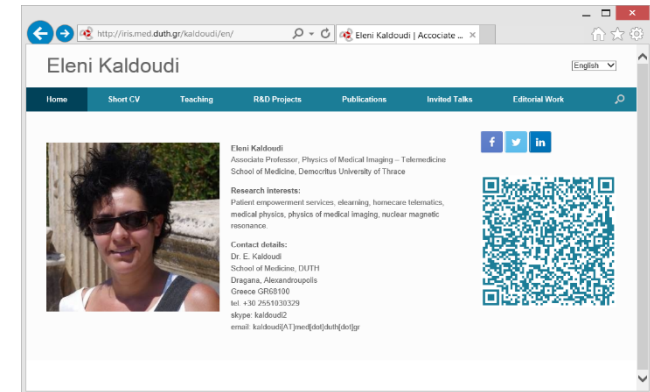 http://iris.med.duth.gr/kaldoudi/en/
Eleni Kaldoudi | Accociate ...
Eleni Kaldoudi
English
Home Short CV Teaching R&D Projects Publications Invited Talks Editorial Work
Eleni Kaldoudi
Associate Professor, Physics of Medical Imaging – Telemedicine
School of Medicine, Democritus University of Thrace
Research interests:
Patient empowerment services, elearning, homecare
telematics, medical physics, physics of medical imaging, nuclear magnetic
resonance.
Contact details:
Dr. E. Kaldoudi
School of Medicine, DUTH
Dragana, Alexandroupolis
Greece GR68100
tel. +30 2551030329
skype: kaldoudi2
email: kaldoudi[AT]med[dot]duth[dot]gr
f
in